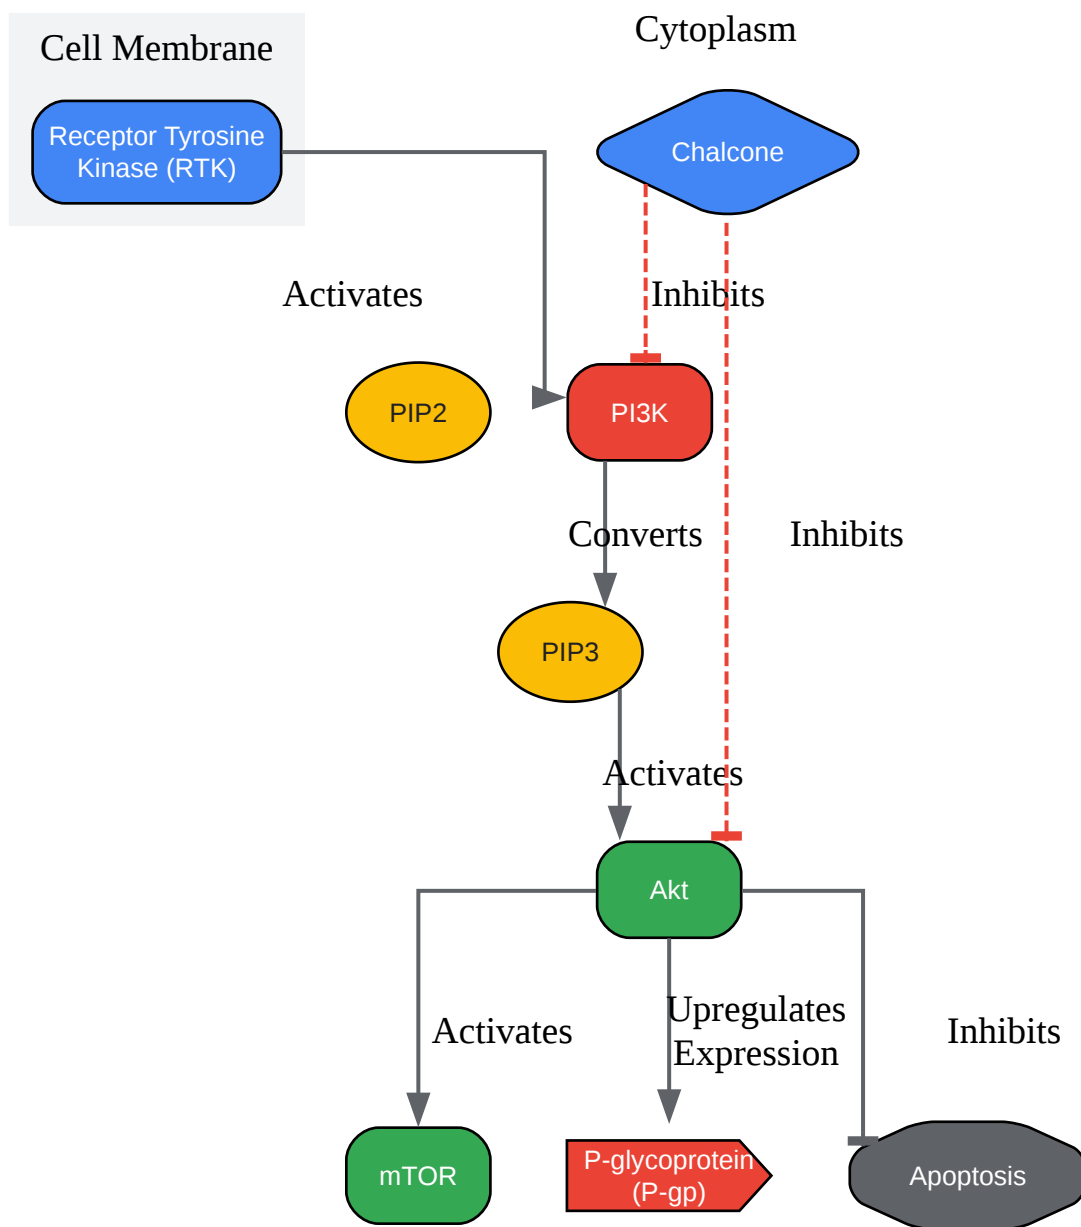 Cytoplasm
Cell Membrane
Receptor Tyrosine
Kinase (RTK)
Chalcone
Activates
Inhibits
PIP2
PI3K
Converts
Inhibits
PIP3
Activates
Akt
Activates
Upregulates
Expression
Inhibits
mTOR
P-glycoprotein
(P-gp)
Apoptosis